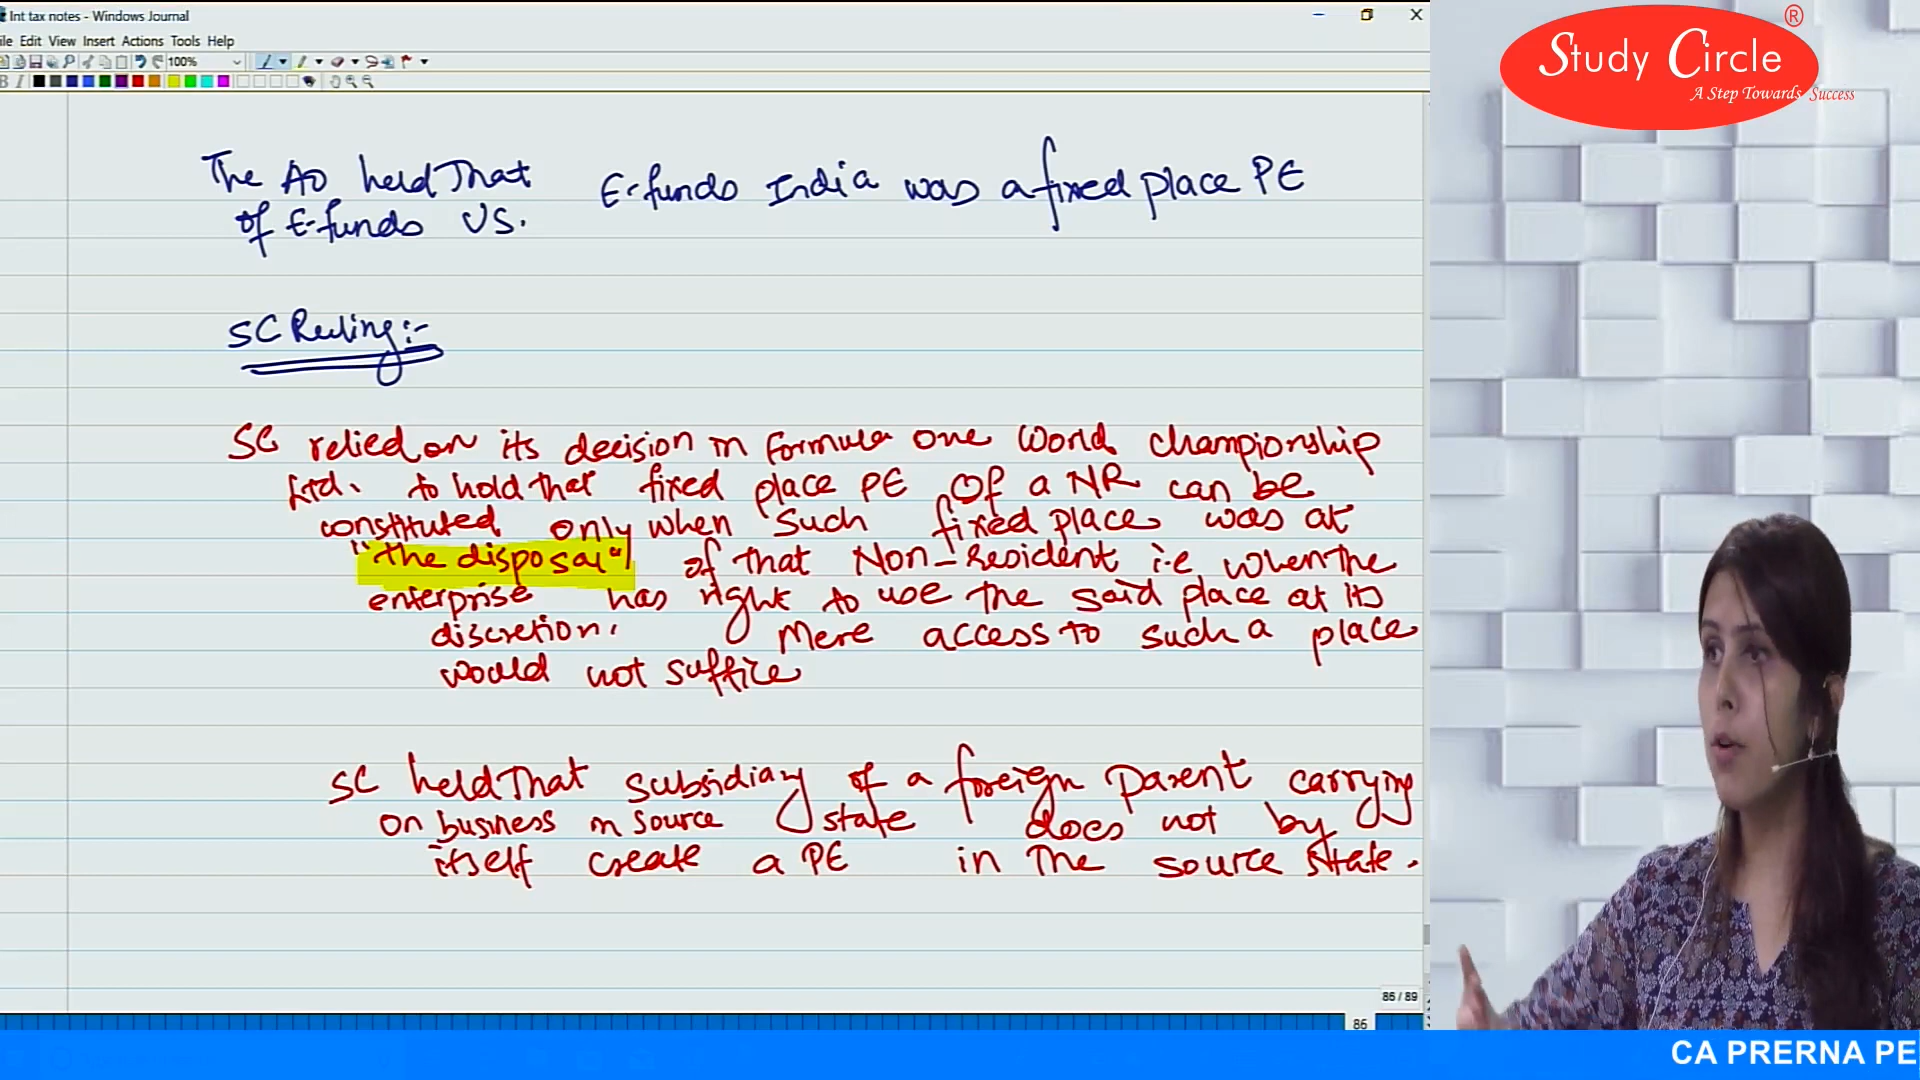 Int tax notes - Windows Journal
ile Edit View Insert Actions Tools Help
100%
B I
Study Circle ®
A Step Towards Success
The AO held that E-funds India was a fixed place PE
of E-funds US.
SC Ruling:-
SC relied on its decision in Formula One World Championship
Ltd. to hold that fixed place PE of a NR can be
constituted only when such fixed place was at
"the disposal" of that Non-resident i.e when the
enterprise has right to use the said place at its
discretion. Mere access to such a place
would not suffice
SC held that subsidiary of a foreign parent carrying
on business in source state does not by
itself create a PE in the source state.
86 / 89
86
CA PRERNA PE